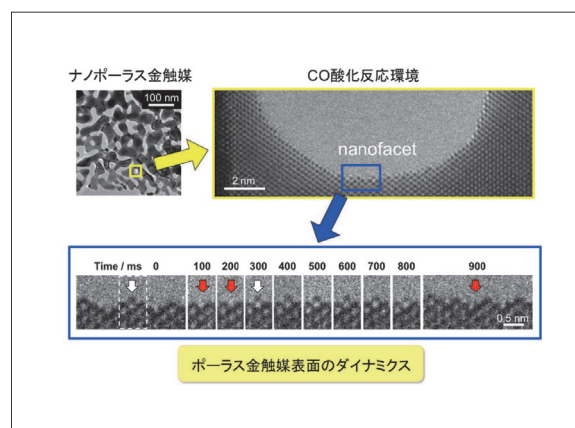 ナノポーラス金触媒
CO酸化反応環境
100 nm
nanofacet
2 nm
Time / ms 0 100 200 300 400 500 600 700 800 900
0.5 nm
ポーラス金触媒表面のダイナミクス